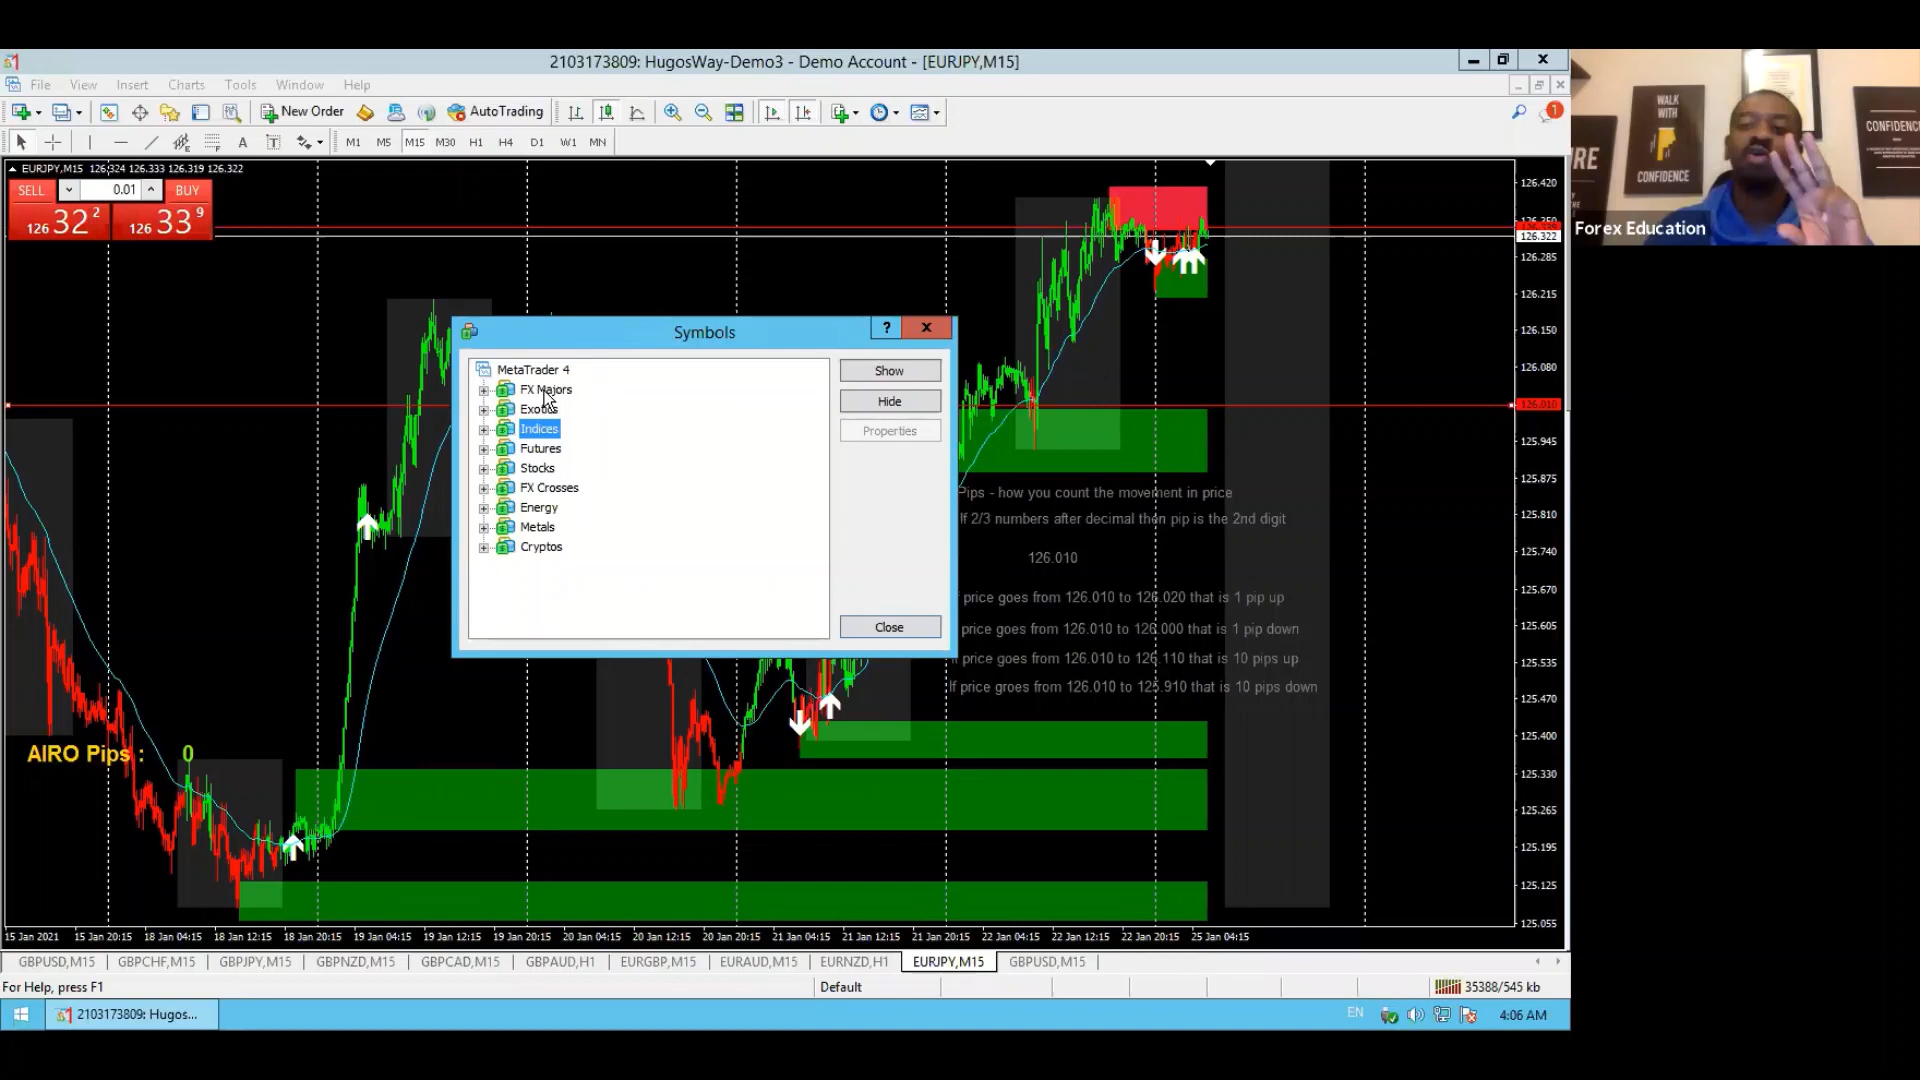 2103173809: HugosWay-Demo3 - Demo Account - [EURJPY,M15]
File View Insert Charts Tools Window Help
New Order AutoTrading 1
A T M1 M5 M15 M30 H1 H4 D1 W1 MN
EURJPY,M15 126.324 126.333 126.319 126.322
SELL 0.01 BUY
126 32 2 126 33 9
Symbols
MetaTrader 4
FX Majors
Exotics
Indices
Futures
Stocks
FX Crosses
Energy
Metals
Cryptos
Show
Hide
Properties
Close
Pips - how you count the movement in price
If 2/3 numbers after decimal then pip is the 2nd digit
126.010
price goes from 126.010 to 126.020 that is 1 pip up
price goes from 126.010 to 126.000 that is 1 pip down
price goes from 126.010 to 126.110 that is 10 pips up
If price groes from 126.010 to 125.910 that is 10 pips down
AIRO Pips : 0
126.420
126.322
126.285
126.215
126.150
126.080
126.010
125.945
125.875
125.810
125.740
125.670
125.605
125.535
125.470
125.400
125.330
125.265
125.195
125.125
125.055
15 Jan 2021 15 Jan 20:15 18 Jan 04:15 18 Jan 12:15 18 Jan 20:15 19 Jan 04:15 19 Jan 12:15 19 Jan 20:15 20 Jan 04:15 20 Jan 12:15 20 Jan 20:15 21 Jan 04:15 21 Jan 12:15 21 Jan 20:15 22 Jan 04:15 22 Jan 12:15 22 Jan 20:15 25 Jan 04:15
GBPUSD,M15 GBPCHF,M15 GBPJPY,M15 GBPNZD,M15 GBPCAD,M15 GBPAUD,H1 EURGBP,M15 EURAUD,M15 EURNZD,H1 EURJPY,M15 GBPUSD,M15
For Help, press F1 Default 35388/545 kb
2103173809: Hugos... EN 4:06 AM
WALK
WITH
CONFIDENCE
CONFIDENCE
Forex Education